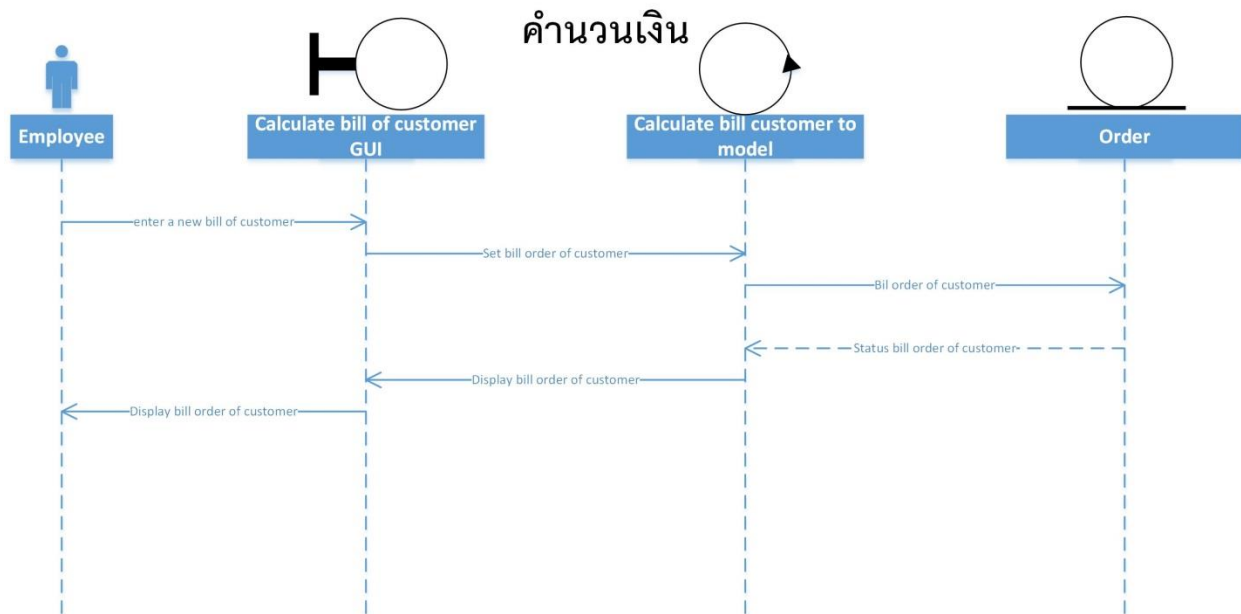 คำนวนเงิน
Employee
Calculate bill of customer
GUI
Calculate bill customer to
model
Order
enter a new bill of customer
Set bill order of customer
Bil order of customer
Status bill order of customer
Display bill order of customer
Display bill order of customer